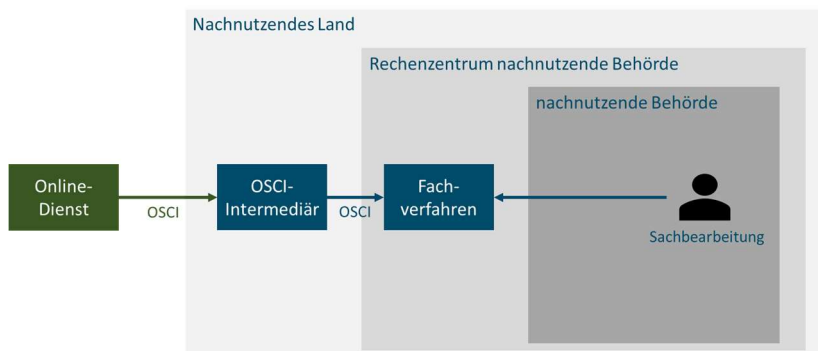 Nachnutzendes Land
Rechenzentrum nachnutzende Behörde
nachnutzende Behörde
Online-
Dienst
OSCI
OSCI-
Intermediär
OSCI
Fach-
verfahren
Sachbearbeitung